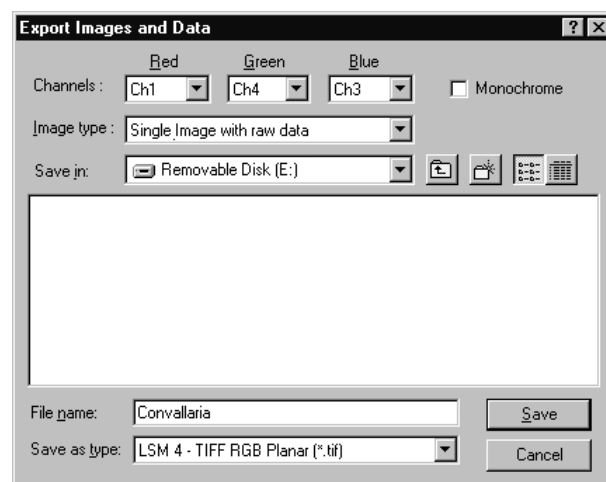 Export Images and Data
Red Green Blue
Channels : Ch1 Ch4 Ch3 Monochrome
Image type : Single Image with raw data
Save in: Removable Disk (E:)
File name: Convallaria Save
Save as type: LSM 4 - TIFF RGB Planar (*.tif) Cancel